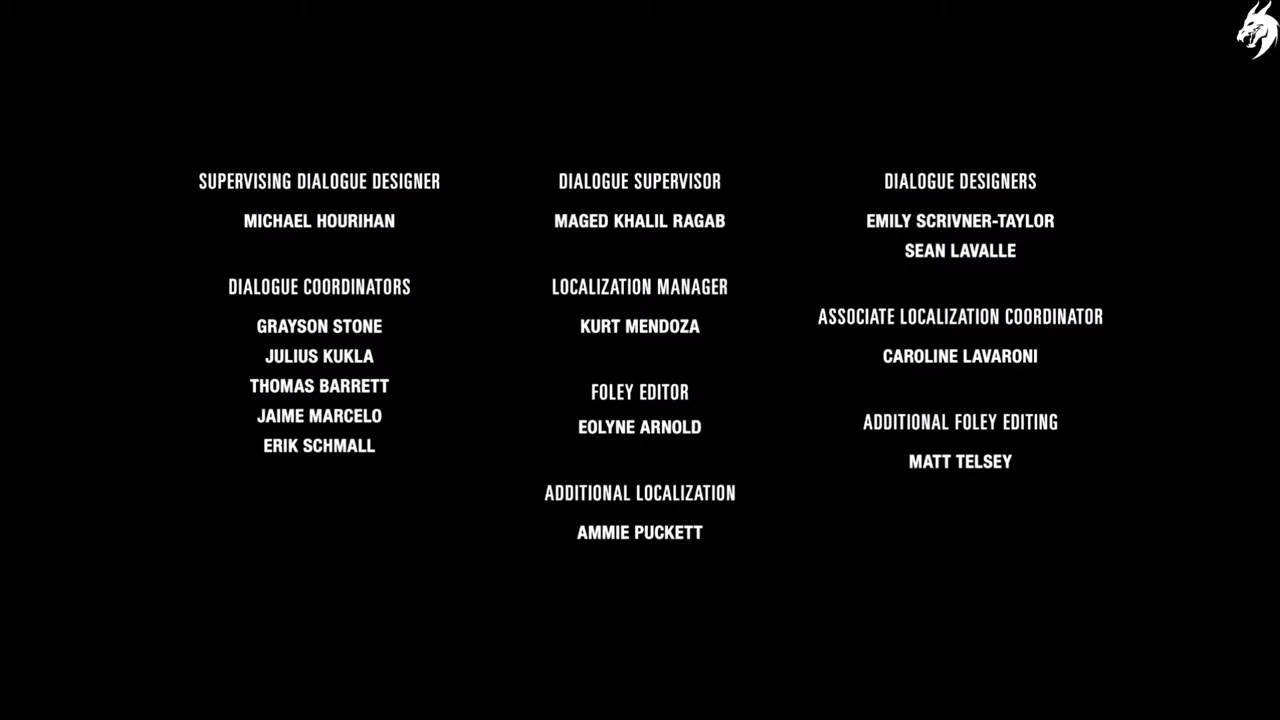 SUPERVISING DIALOGUE DESIGNER
MICHAEL HOURIHAN
DIALOGUE COORDINATORS
GRAYSON STONE
JULIUS KUKLA
THOMAS BARRETT
JAIME MARCELO
ERIK SCHMALL
DIALOGUE SUPERVISOR
MAGED KHALIL RAGAB
LOCALIZATION MANAGER
KURT MENDOZA
FOLEY EDITOR
EOLYNE ARNOLD
ADDITIONAL LOCALIZATION
AMMIE PUCKETT
DIALOGUE DESIGNERS
EMILY SCRIVNER-TAYLOR
SEAN LAVALLE
ASSOCIATE LOCALIZATION COORDINATOR
CAROLINE LAVARONI
ADDITIONAL FOLEY EDITING
MATT TELSEY